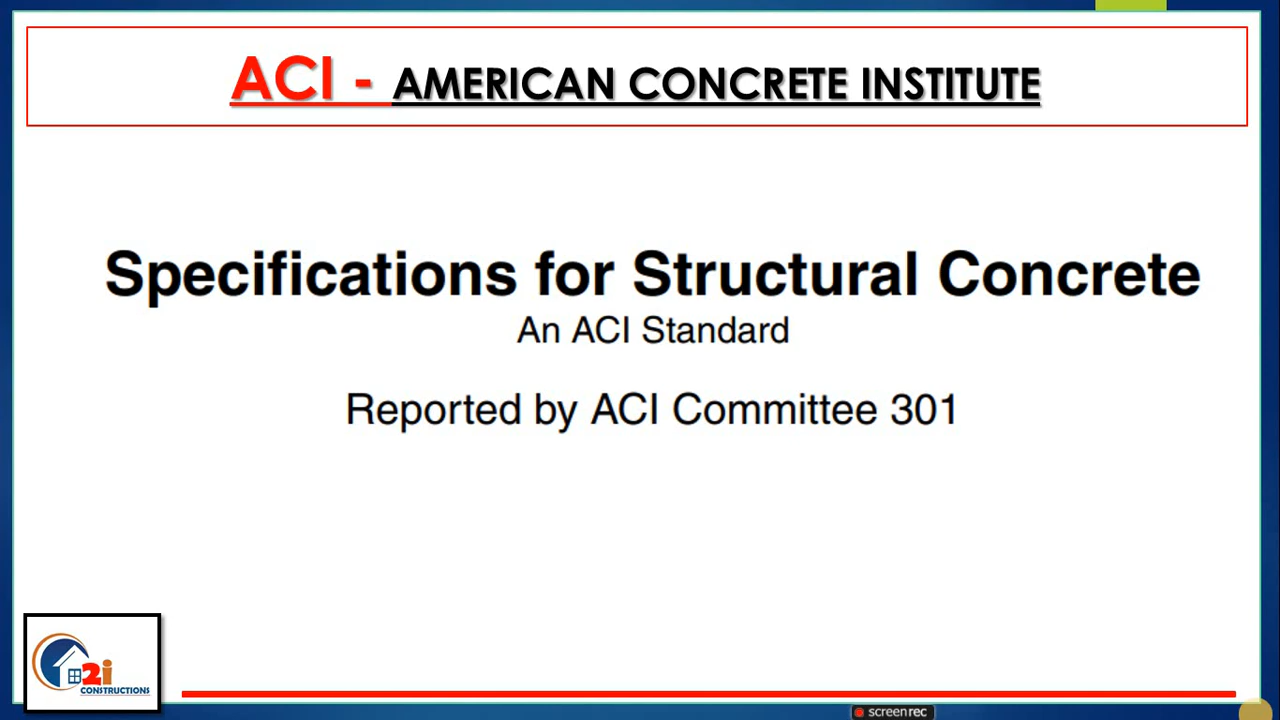 ACI - AMERICAN CONCRETE INSTITUTE
Specifications for Structural Concrete
An ACI Standard
Reported by ACI Committee 301
2i
CONSTRUCTIONS
screenrec